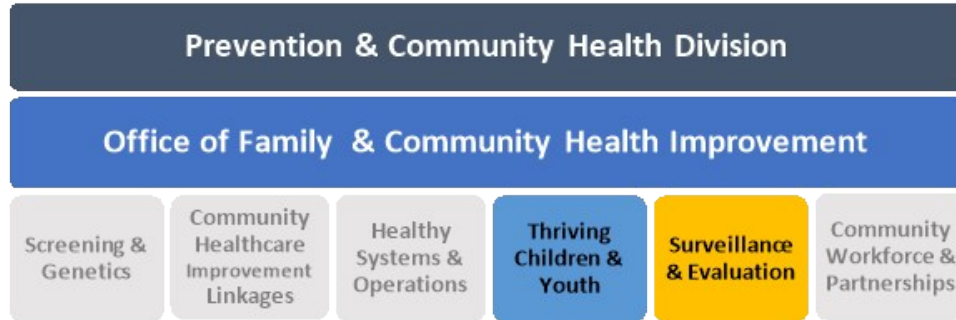 Prevention & Community Health Division
Office of Family & Community Health Improvement
Screening &
Genetics
Community
Healthcare
Improvement
Linkages
Healthy
Systems &
Operations
Thriving
Children &
Youth
Surveillance
& Evaluation
Community
Workforce &
Partnerships